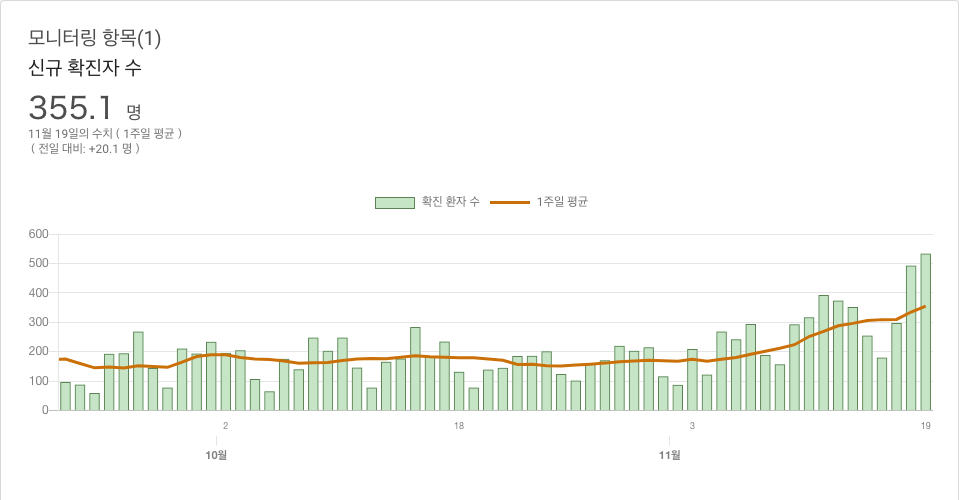 모니터링 항목(1)
신규 확진자 수
355.1 명
11월 19일의 수치 ( 1주일 평균 )
( 전일 대비: +20.1 명 )
확진 환자 수 1주일 평균
600
500
400
300
200
100
0
2 18 3 19
10월 11월